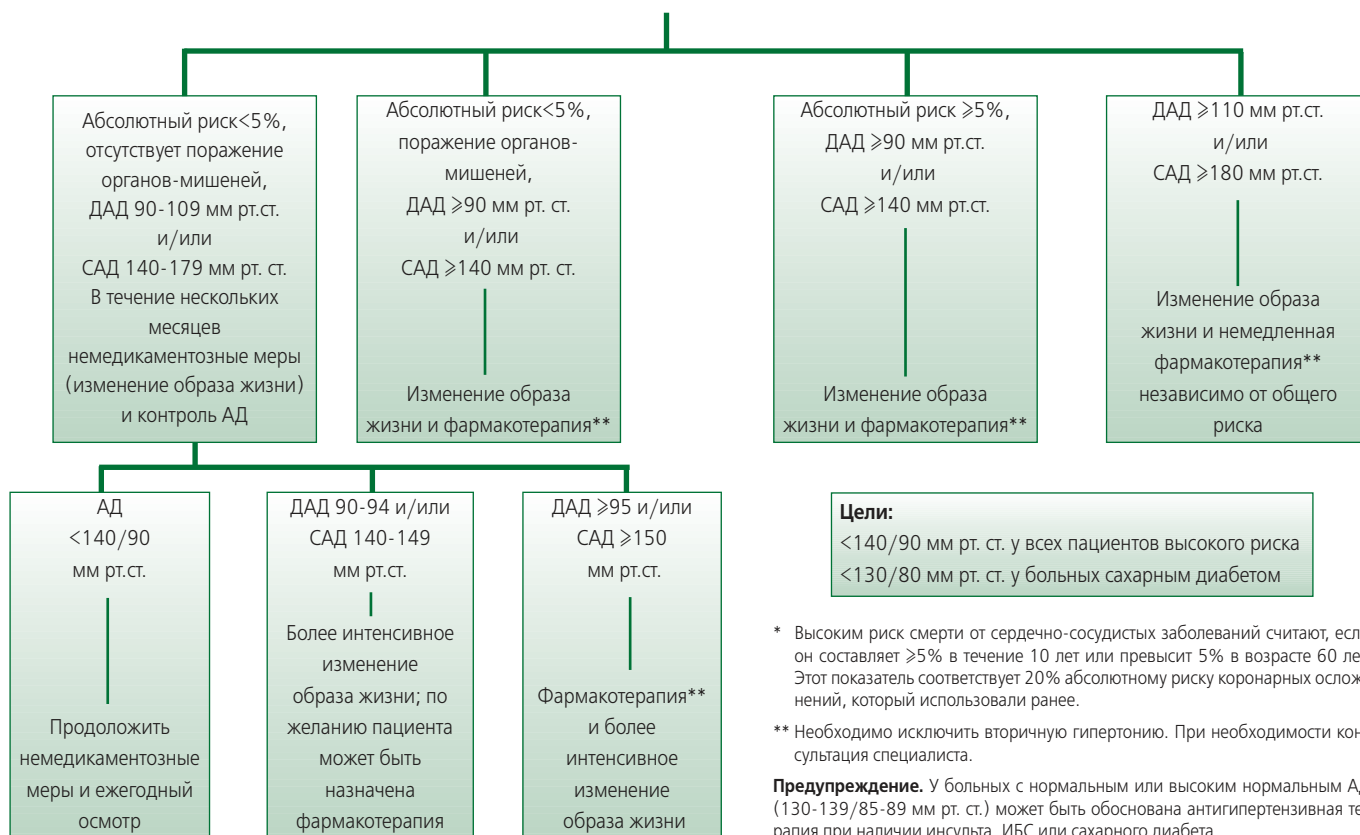 Абсолютный риск<5%,
отсутствует поражение
органов-мишеней,
ДАД 90-109 мм рт.ст.
и/или
САД 140-179 мм рт. ст.
В течение нескольких
месяцев
немедикаментозные меры
(изменение образа жизни)
и контроль АД
Абсолютный риск<5%,
поражение органов-
мишеней,
ДАД ⩾90 мм рт. ст.
и/или
САД ⩾140 мм рт. ст.
Изменение образа
жизни и фармакотерапия**
Абсолютный риск ⩾5%,
ДАД ⩾90 мм рт.ст.
и/или
САД ⩾140 мм рт.ст.
Изменение образа
жизни и фармакотерапия**
ДАД ⩾110 мм рт.ст.
и/или
САД ⩾180 мм рт.ст.
Изменение образа
жизни и немедленная
фармакотерапия**
независимо от общего
риска
АД
<140/90
мм рт.ст.
Продоложить
немедикаментозные
меры и ежегодный
осмотр
ДАД 90-94 и/или
САД 140-149
мм рт.ст.
Более интенсивное
изменение
образа жизни; по
желанию пациента
может быть
назначена
фармакотерапия
ДАД ⩾95 и/или
САД ⩾150
мм рт.ст.
Фармакотерапия**
и более
интенсивное
изменение
образа жизни
Цели:
<140/90 мм рт. ст. у всех пациентов высокого риска
<130/80 мм рт. ст. у больных сахарным диабетом
* Высоким риск смерти от сердечно-сосудистых заболеваний считают, есл
он составляет ⩾5% в течение 10 лет или превысит 5% в возрасте 60 ле
Этот показатель соответствует 20% абсолютному риску коронарных ослож
нений, который использовали ранее.
** Необходимо исключить вторичную гипертонию. При необходимости кон
сультация специалиста.
Предупреждение. У больных с нормальным или высоким нормальным АД
(130-139/85-89 мм рт. ст.) может быть обоснована антигипертензивная те
рапия при наличии инсульта, ИБС или сахарного диабета